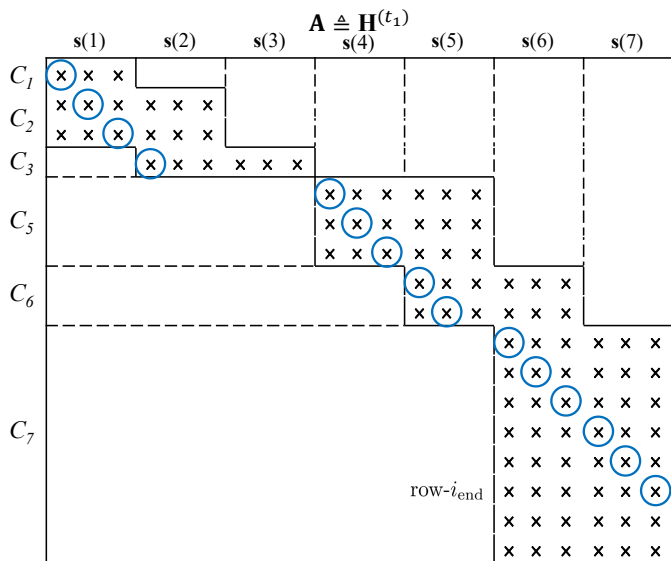 A ≜ H^(t₁)
s(1) s(2) s(3) s(4) s(5) s(6) s(7)
C₁ × × ×
C₂ × × × × × ×
× × × × × ×
C₃ × × × × × ×
× × × × × ×
C₅ × × × × × ×
× × × × × ×
C₆ × × × × × ×
× × × × × ×
× × × × × ×
× × × × × ×
× × × × × ×
C₇ × × × × × ×
× × × × × ×
row-i_end × × × × × ×
× × × × × ×
× × × × × ×